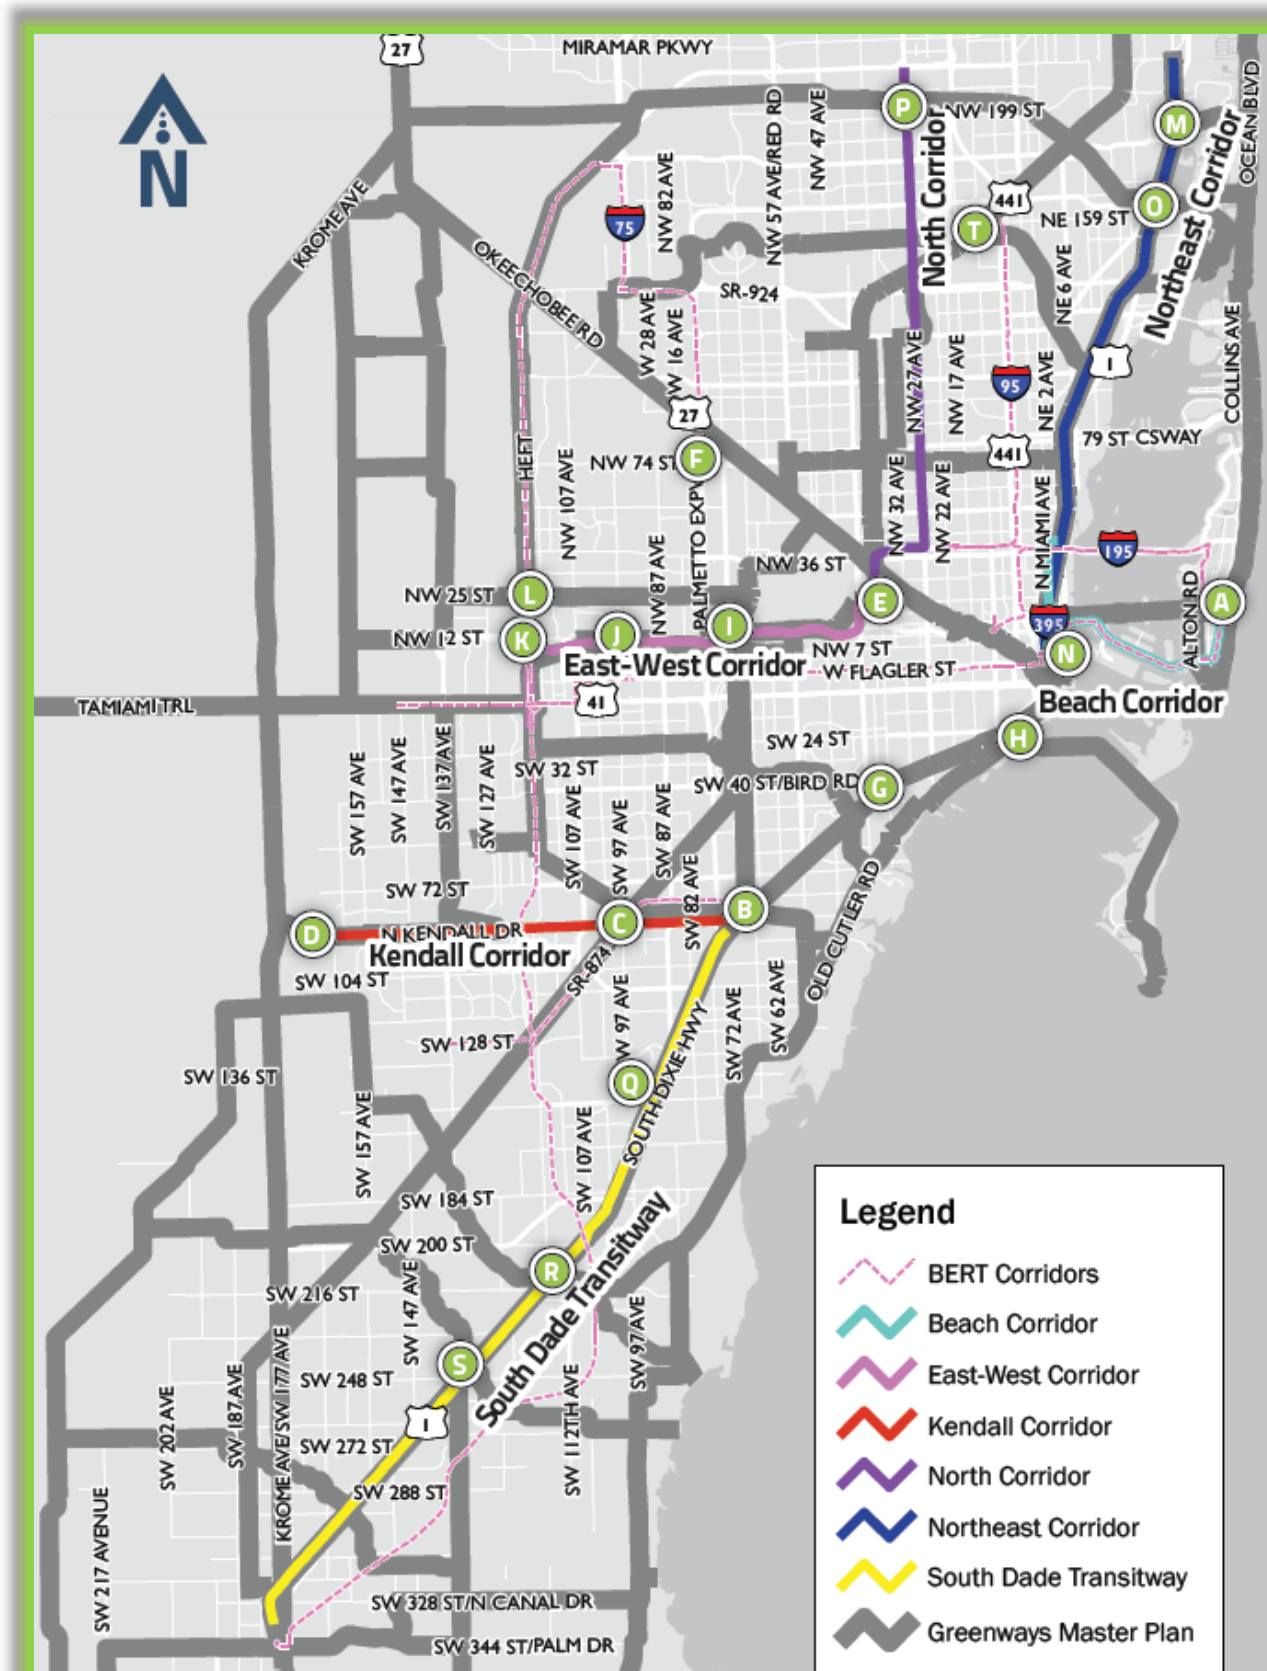 27
MIRAMAR PKWY
OCEAN BLVD
N
P
NW 199 ST
M
NW 47 AVE
NW 57 AVE/RED RD
NW 82 AVE
KROME AVE
75
441
T
NE 159 ST
O
North Corridor
Northeast Corridor
OKEECHOBEE RD
SR-924
NE 6 AVE
W 28 AVE
W 16 AVE
NW 27 AVE
NW 17 AVE
NE 2 AVE
1
95
COLLINS AVE
27
79 ST CSWAY
441
HEFT
NW 107 AVE
NW 74 ST
F
PALMETTO EXPY
NW 32 AVE
NW 22 AVE
N MIAMI AVE
195
NW 36 ST
NW 87 AVE
L
NW 25 ST
E
A
ALTON RD
395
K
NW 12 ST
J
I
NW 7 ST
N
East-West Corridor
W FLAGLER ST
41
Beach Corridor
TAMIAMI TRL
H
SW 24 ST
SW 32 ST
SW 40 ST/BIRD RD
G
SW 157 AVE
SW 147 AVE
SW 137 AVE
SW 127 AVE
SW 107 AVE
SW 97 AVE
SW 87 AVE
SW 82 AVE
SW 72 ST
OLD CUTLER RD
D
N KENDALL DR
C
B
Kendall Corridor
SW 104 ST
SR-874
SW 97 AVE
SW 72 AVE
SW 62 AVE
SW 128 ST
SW 136 ST
Q
SOUTH DIXIE HWY
SW 157 AVE
SW 107 AVE
SW 184 ST
SW 200 ST
R
South Dade Transitway
SW 216 ST
SW 147 AVE
SW 97 AVE
S
SW 248 ST
KROME AVE/SW 177 AVE
SW 187 AVE
SW 202 AVE
1
SW 112TH AVE
SW 272 ST
SW 288 ST
SW 217 AVENUE
SW 328 ST/N CANAL DR
SW 344 ST/PALM DR
Legend
BERT Corridors
Beach Corridor
East-West Corridor
Kendall Corridor
North Corridor
Northeast Corridor
South Dade Transitway
Greenways Master Plan